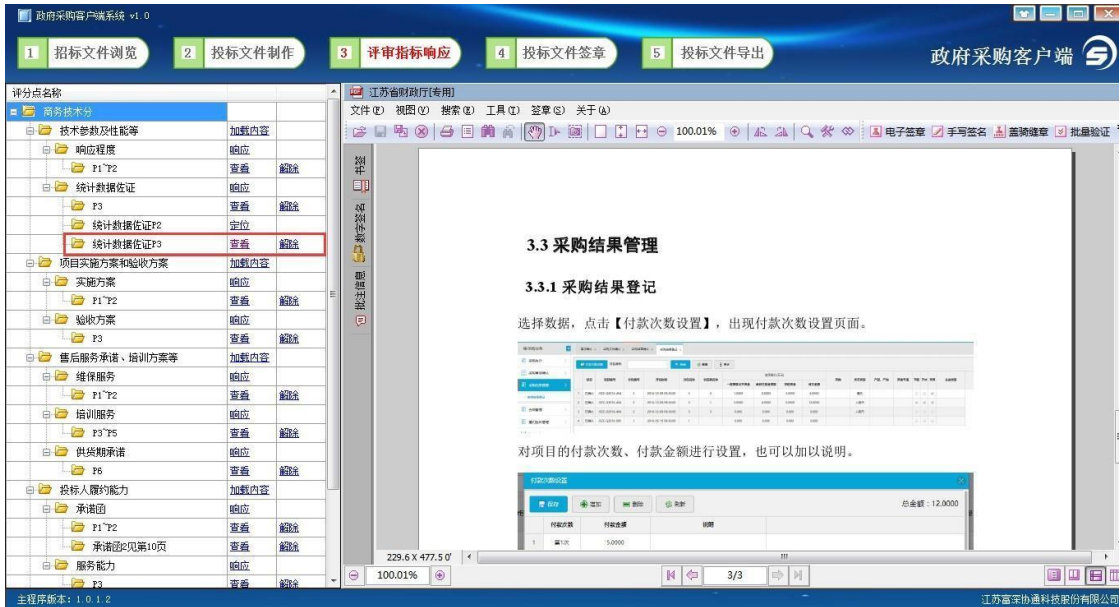 政府采购客户端系统 v1.0
1 招标文件浏览
2 投标文件制作
3 评审指标响应
4 投标文件签章
5 投标文件导出
政府采购客户端
评分点名称
商务技术分
技术参数及性能等 加载内容
响应程度 响应
P1~P2 查看 解除
统计数据佐证 响应
P3 查看 解除
统计数据佐证P2 定位
统计数据佐证P3 查看 解除
项目实施方案和验收方案 加载内容
实施方案 响应
P1~P2 查看 解除
验收方案 响应
P3 查看 解除
售后服务承诺、培训方案等 加载内容
维保服务 响应
P1~P2 查看 解除
培训服务 响应
P3~P5 查看 解除
供货期承诺 响应
P6 查看 解除
投标人履约能力 加载内容
承诺函 响应
P1~P2 查看 解除
承诺函2见第10页 查看 解除
服务能力 响应
P3 查看 解除
江苏省财政厅[专用]
文件(F) 视图(V) 搜索(E) 工具(T) 签章(S) 关于(A)
100.01% 电子签章 手写签名 盖骑缝章 批量验证
书签
数字签名
批注信息
3.3 采购结果管理
3.3.1 采购结果登记
选择数据，点击【付款次数设置】，出现付款次数设置页面。
对项目的付款次数、付款金额进行设置，也可以加以说明。
付款次数设置
保存 增加 删除 刷新 总金额：12.0000
付款次数 付款金额 说明
1 第1次 5.0000
229.6 X 477.5 0'
100.01% 3/3
主程序版本：1.0.1.2
江苏富深协通科技股份有限公司